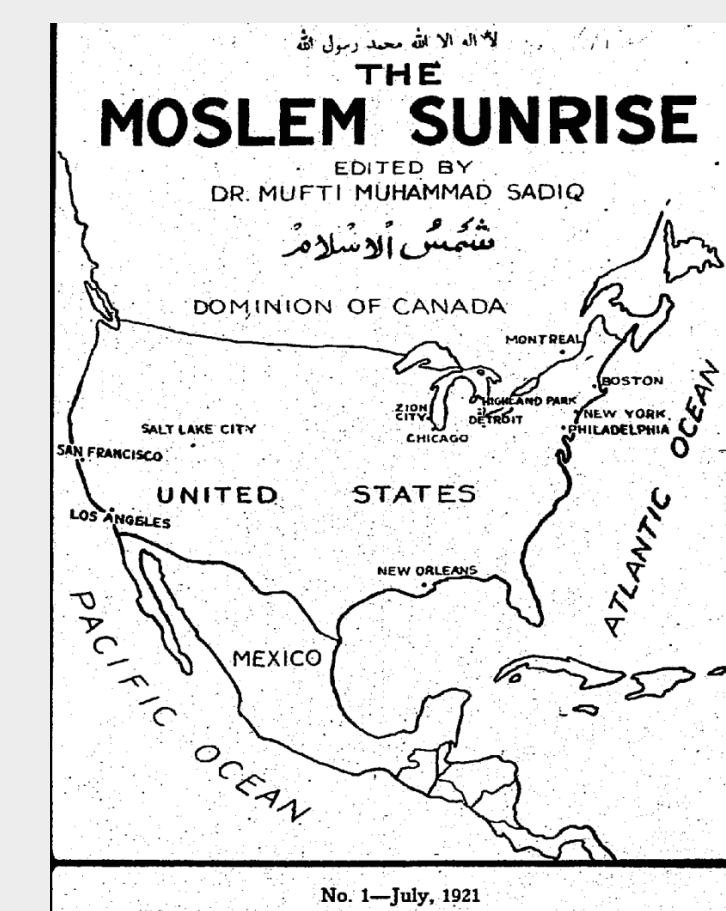 لا اله الا الله محمد رسول الله
THE
MOSLEM SUNRISE
EDITED BY
DR. MUFTI MUHAMMAD SADIQ
شَمْسُ الاِسْلَامُ
DOMINION OF CANADA
MONTREAL
BOSTON
HIGHLAND PARK
ZION
CITY
DETROIT
NEW YORK
PHILADELPHIA
CHICAGO
SALT LAKE CITY
SAN FRANCISCO
UNITED STATES
LOS ANGELES
NEW ORLEANS
ATLANTIC OCEAN
MEXICO
PACIFIC OCEAN
No. 1—July, 1921